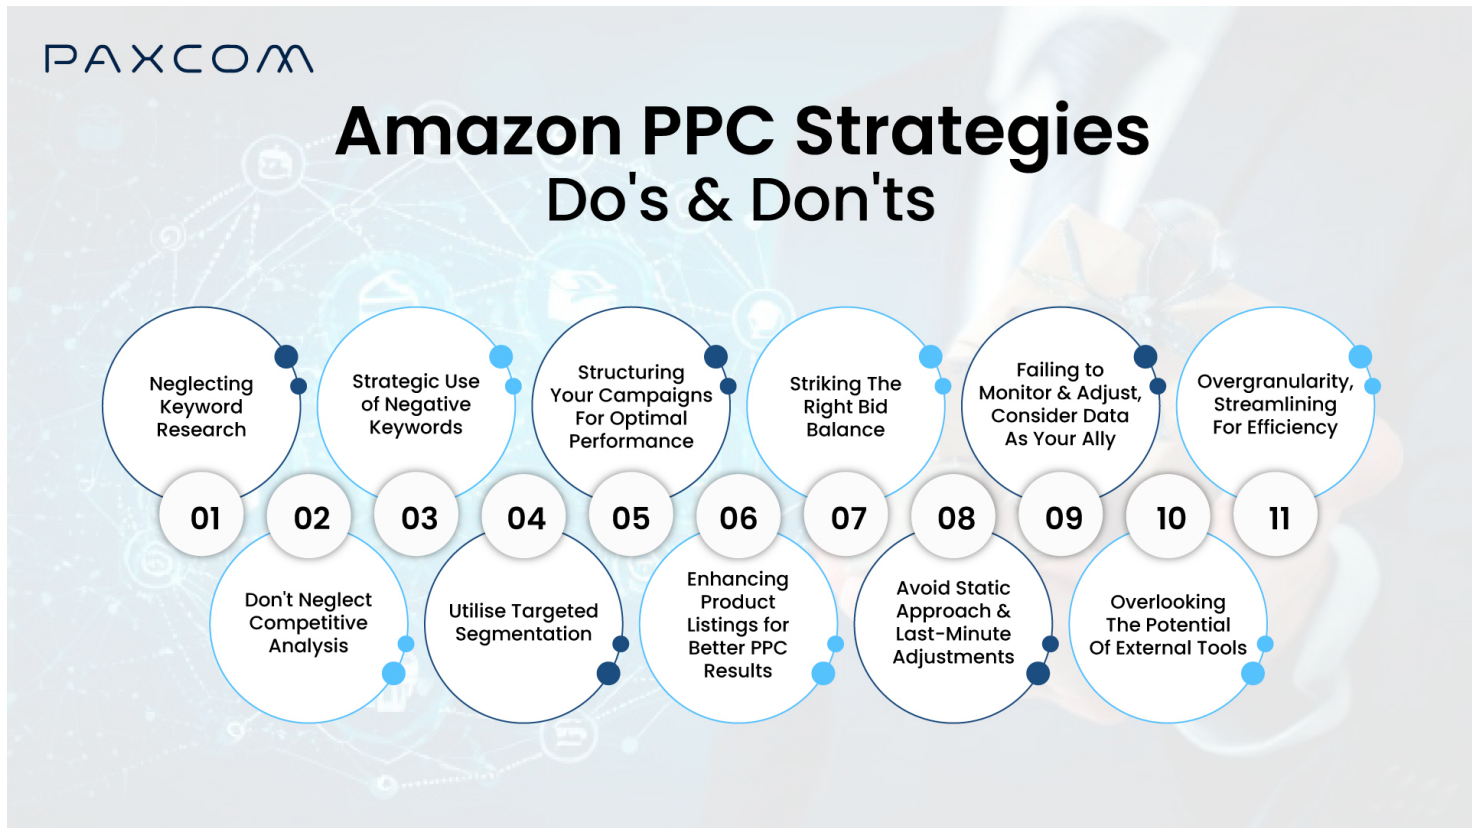 PAXCOM
Amazon PPC Strategies
Do's & Don'ts
Neglecting
Keyword
Research
01
Don't Neglect
Competitive
Analysis
02
Strategic Use
of Negative
Keywords
03
Utilise Targeted
Segmentation
04
Structuring
Your Campaigns
For Optimal
Performance
05
Enhancing
Product
Listings for
Better PPC
Results
06
Striking The
Right Bid
Balance
07
Avoid Static
Approach &
Last-Minute
Adjustments
08
Failing to
Monitor & Adjust,
Consider Data
As Your Ally
09
Overlooking
The Potential
Of External Tools
10
Overgranularity,
Streamlining
For Efficiency
11